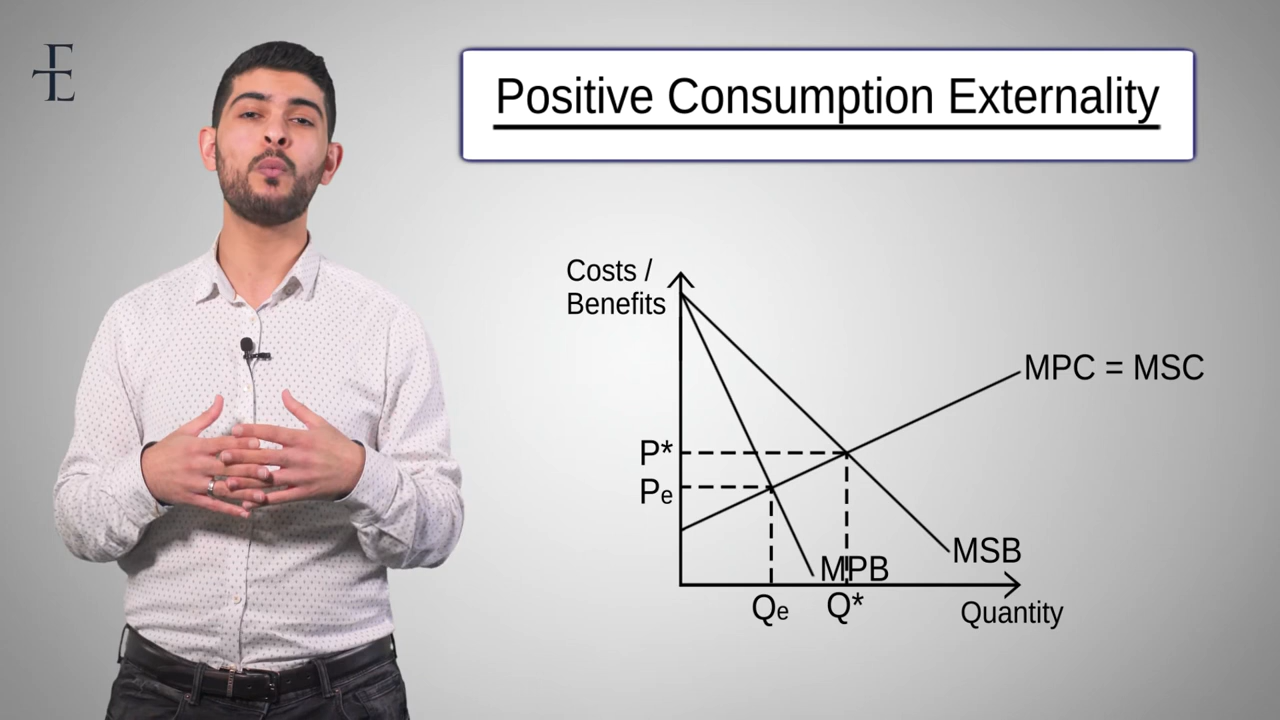 Positive Consumption Externality
Costs /
Benefits
MPC = MSC
P*
Pe
MSB
MPB
Qe
Q*
Quantity